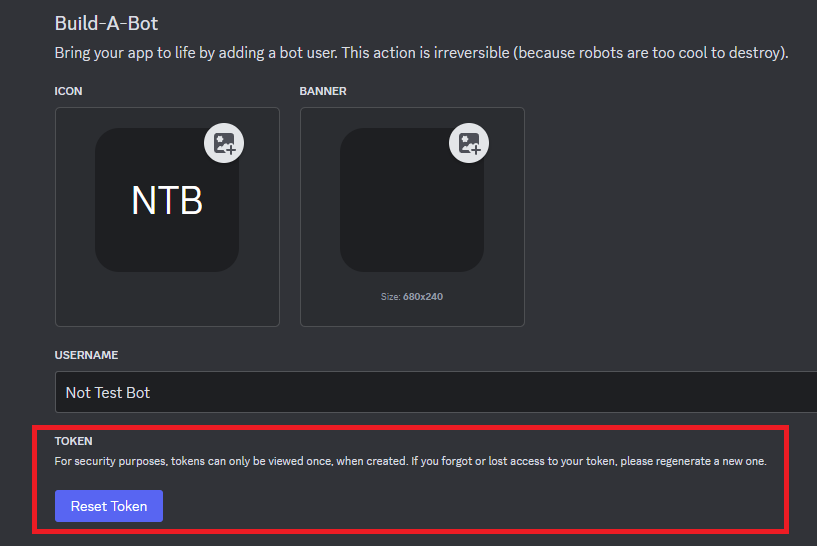 Build-A-Bot
Bring your app to life by adding a bot user. This action is irreversible (because robots are too cool to destroy).
ICON
BANNER
NTB
Size: 680x240
USERNAME
Not Test Bot
TOKEN
For security purposes, tokens can only be viewed once, when created. If you forgot or lost access to your token, please regenerate a new one.
Reset Token